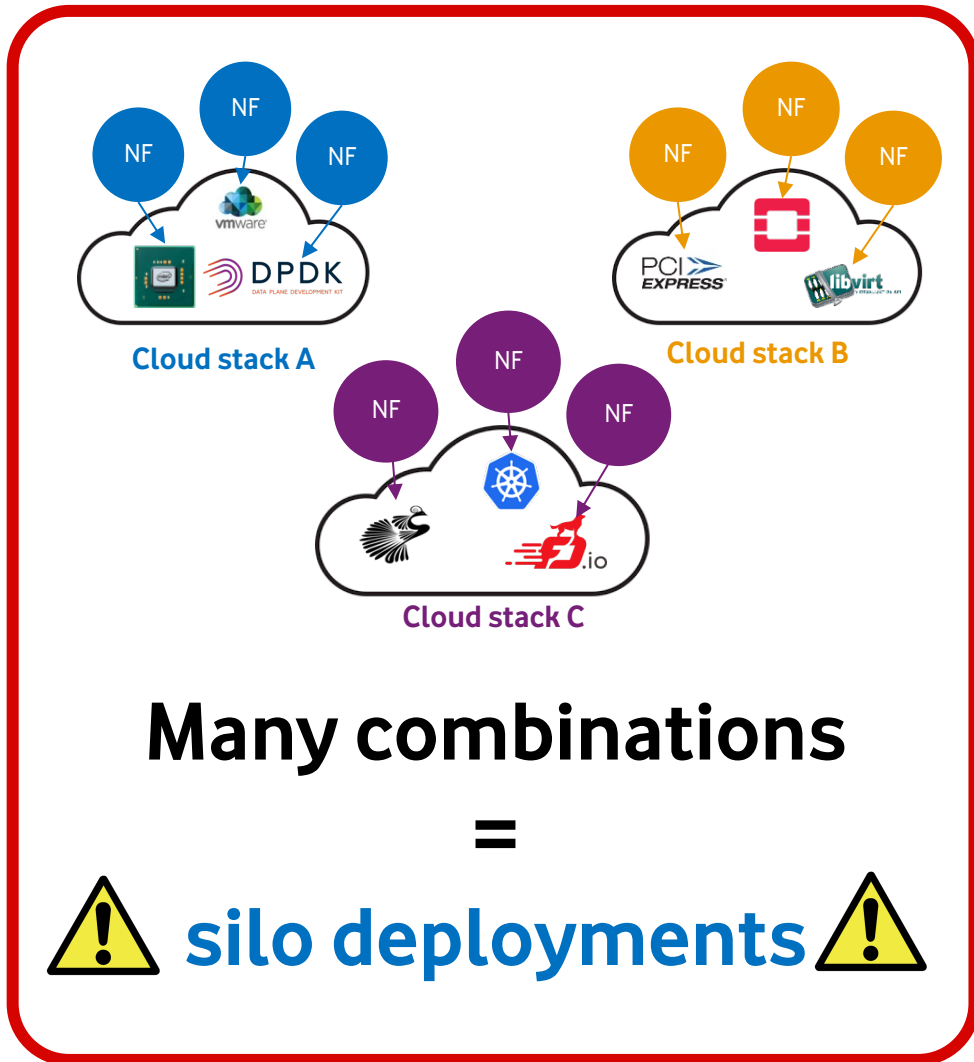 NF
NF
NF
vmware
DPDK
DATA PLANE DEVELOPMENT KIT
Cloud stack A
NF
NF
NF
PCI
EXPRESS
libvirt
Cloud stack B
NF
NF
NF
FD.io
Cloud stack C
Many combinations
=
silo deployments